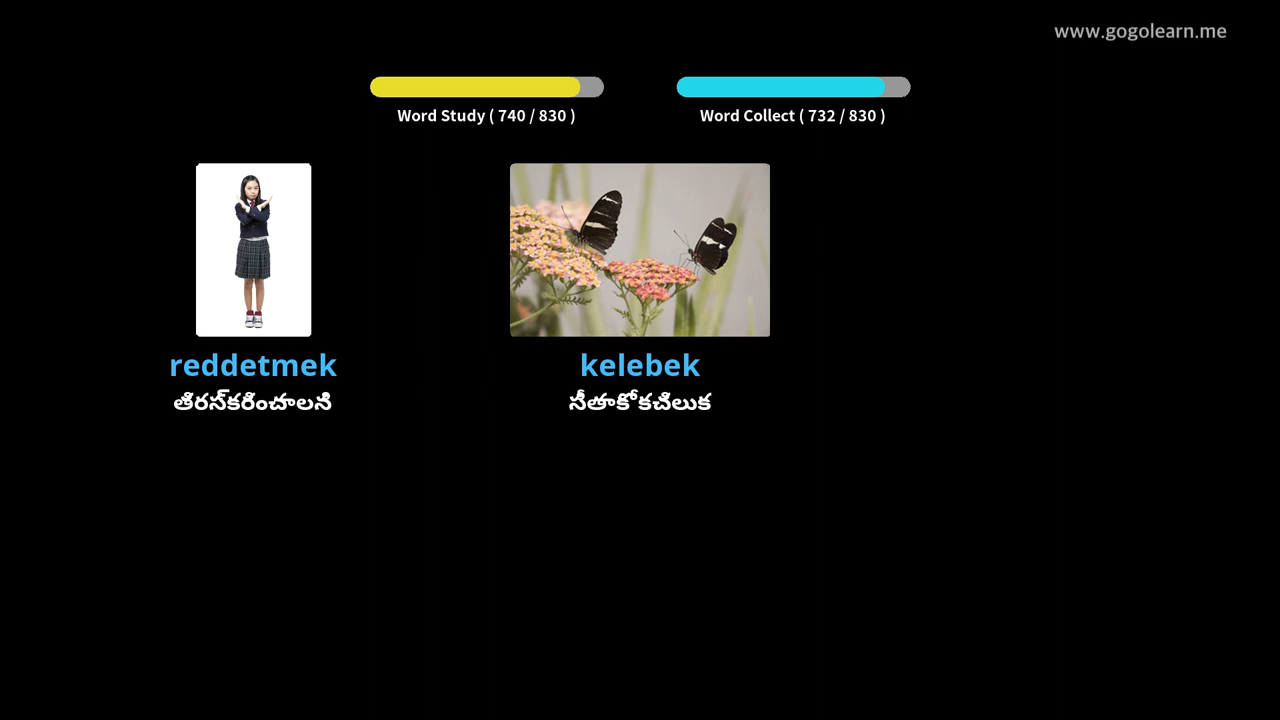 www.gogolearn.me
Word Study ( 740 / 830 )
Word Collect ( 732 / 830 )
reddetmek
kelebek
తిరస్‌కరించాలని
సీతాకోకచిలుక